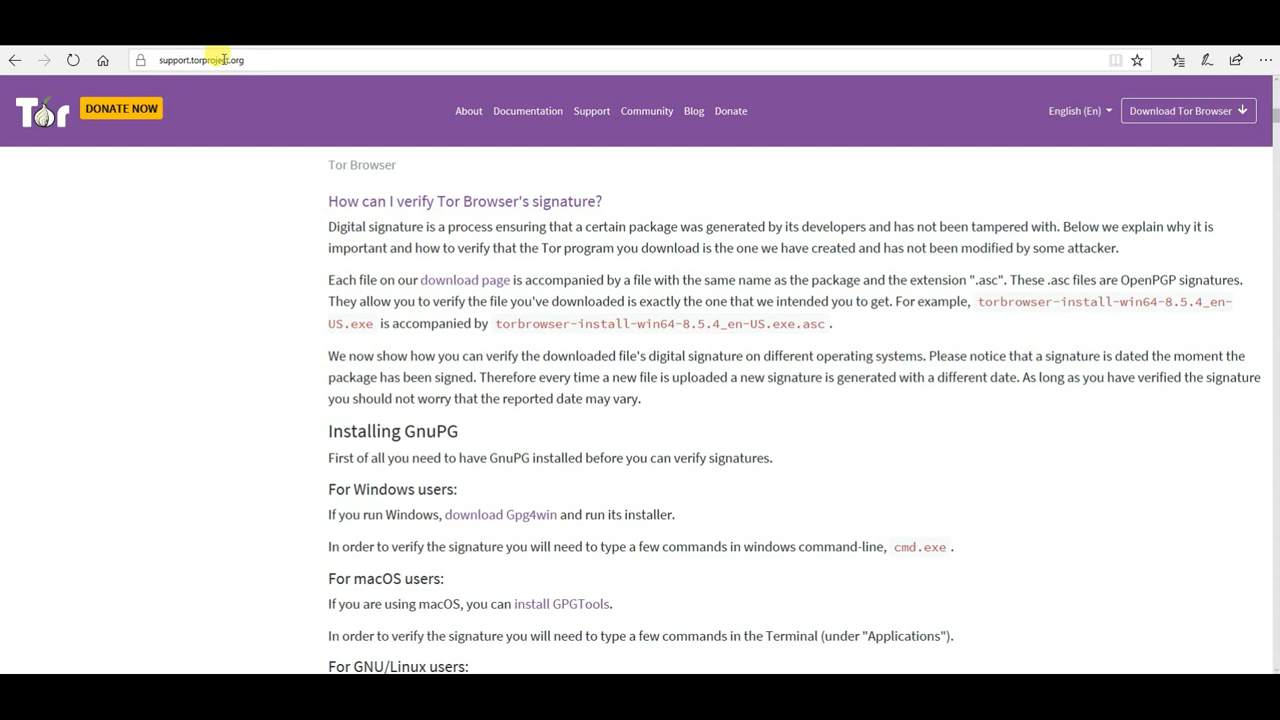 support.torproject.org
Tor
DONATE NOW
About Documentation Support Community Blog Donate
English (En)
Download Tor Browser
Tor Browser
How can I verify Tor Browser's signature?
Digital signature is a process ensuring that a certain package was generated by its developers and has not been tampered with. Below we explain why it is
important and how to verify that the Tor program you download is the one we have created and has not been modified by some attacker.
Each file on our download page is accompanied by a file with the same name as the package and the extension ".asc". These .asc files are OpenPGP signatures.
They allow you to verify the file you've downloaded is exactly the one that we intended you to get. For example, torbrowser-install-win64-8.5.4_en-
US.exe is accompanied by torbrowser-install-win64-8.5.4_en-US.exe.asc.
We now show how you can verify the downloaded file's digital signature on different operating systems. Please notice that a signature is dated the moment the
package has been signed. Therefore every time a new file is uploaded a new signature is generated with a different date. As long as you have verified the signature
you should not worry that the reported date may vary.
Installing GnuPG
First of all you need to have GnuPG installed before you can verify signatures.
For Windows users:
If you run Windows, download Gpg4win and run its installer.
In order to verify the signature you will need to type a few commands in windows command-line, cmd.exe.
For macOS users:
If you are using macOS, you can install GPGTools.
In order to verify the signature you will need to type a few commands in the Terminal (under "Applications").
For GNU/Linux users: